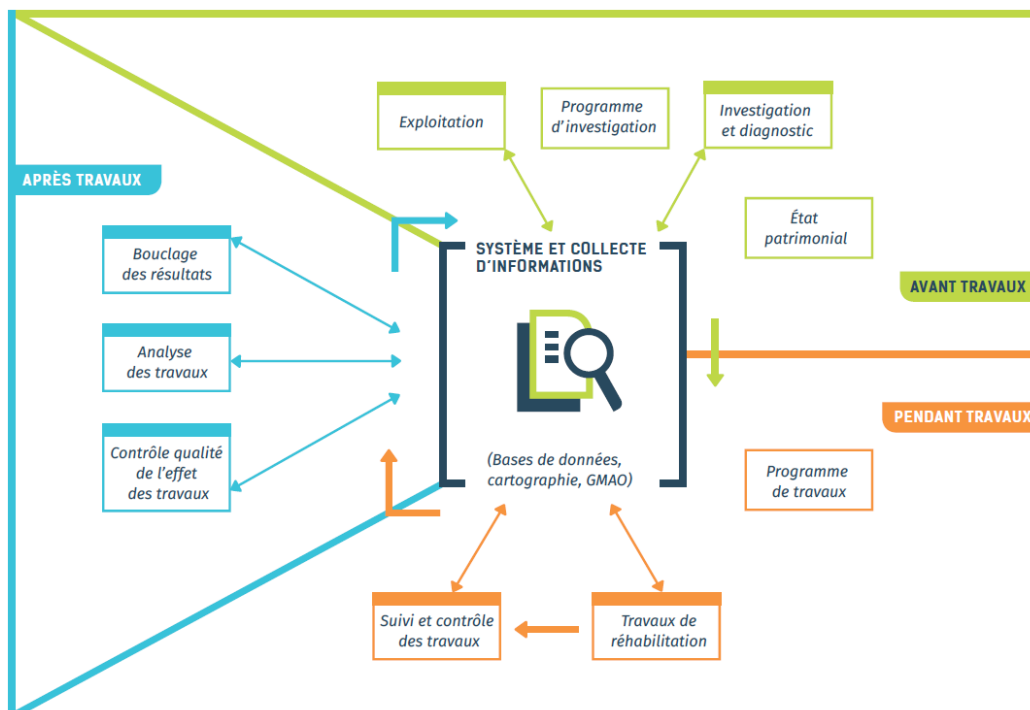 Exploitation
Programme
d'investigation
Investigation
et diagnostic
APRÈS TRAVAUX
État
patrimonial
Bouclage
des résultats
SYSTÈME ET COLLECTE
D'INFORMATIONS
AVANT TRAVAUX
Analyse
des travaux
PENDANT TRAVAUX
Contrôle qualité
de l'effet
des travaux
(Bases de données,
cartographie, GMAO)
Programme
de travaux
Suivi et contrôle
des travaux
Travaux de
réhabilitation